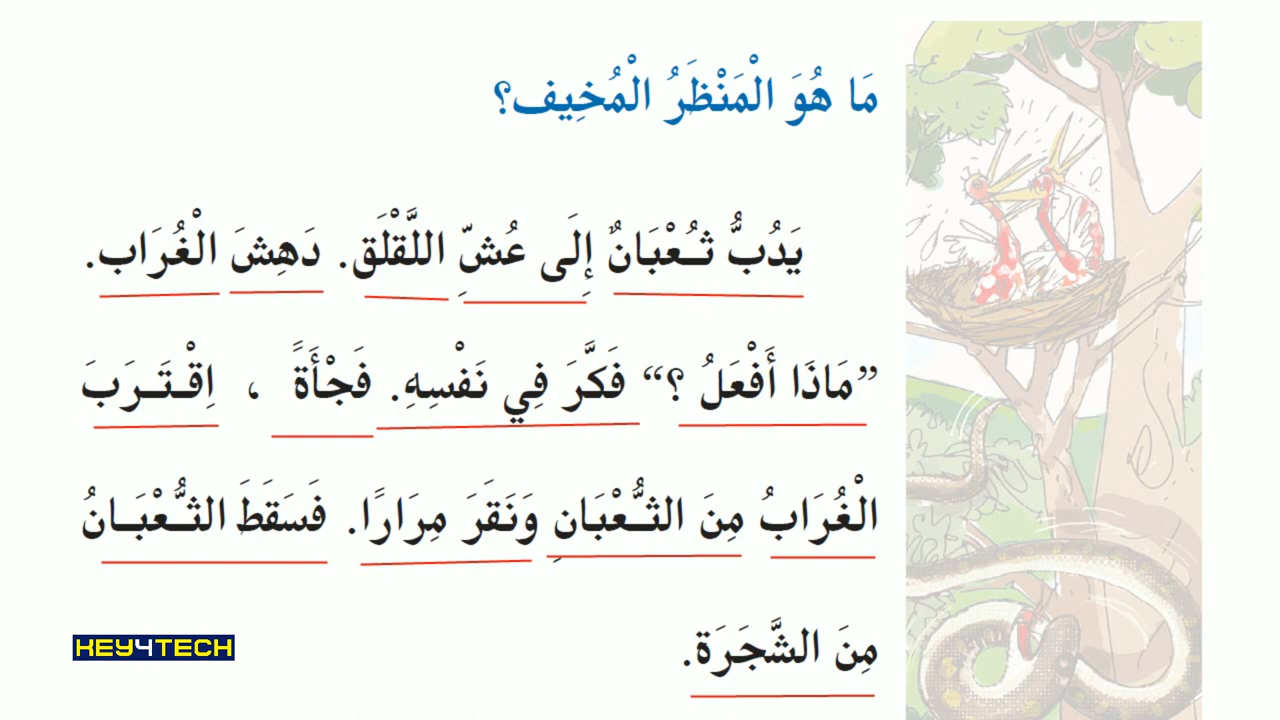 مَا هُوَ الْمَنْظَرُ الْمُخِيف؟
يَدُبُّ ثُعْبَانٌ إِلَى عُشِّ اللَّقْلَق. دَهِشَ الْغُرَاب.
”مَاذَا أَفْعَلُ ؟“ فَكَّرَ فِي نَفْسِهِ. فَجْأَةً ، اِقْتَرَبَ
الْغُرَابُ مِنَ الثُّعْبَانِ وَنَقَرَ مِرَارًا. فَسَقَطَ الثُّعْبَانُ
مِنَ الشَّجَرَة.
KEY4TECH